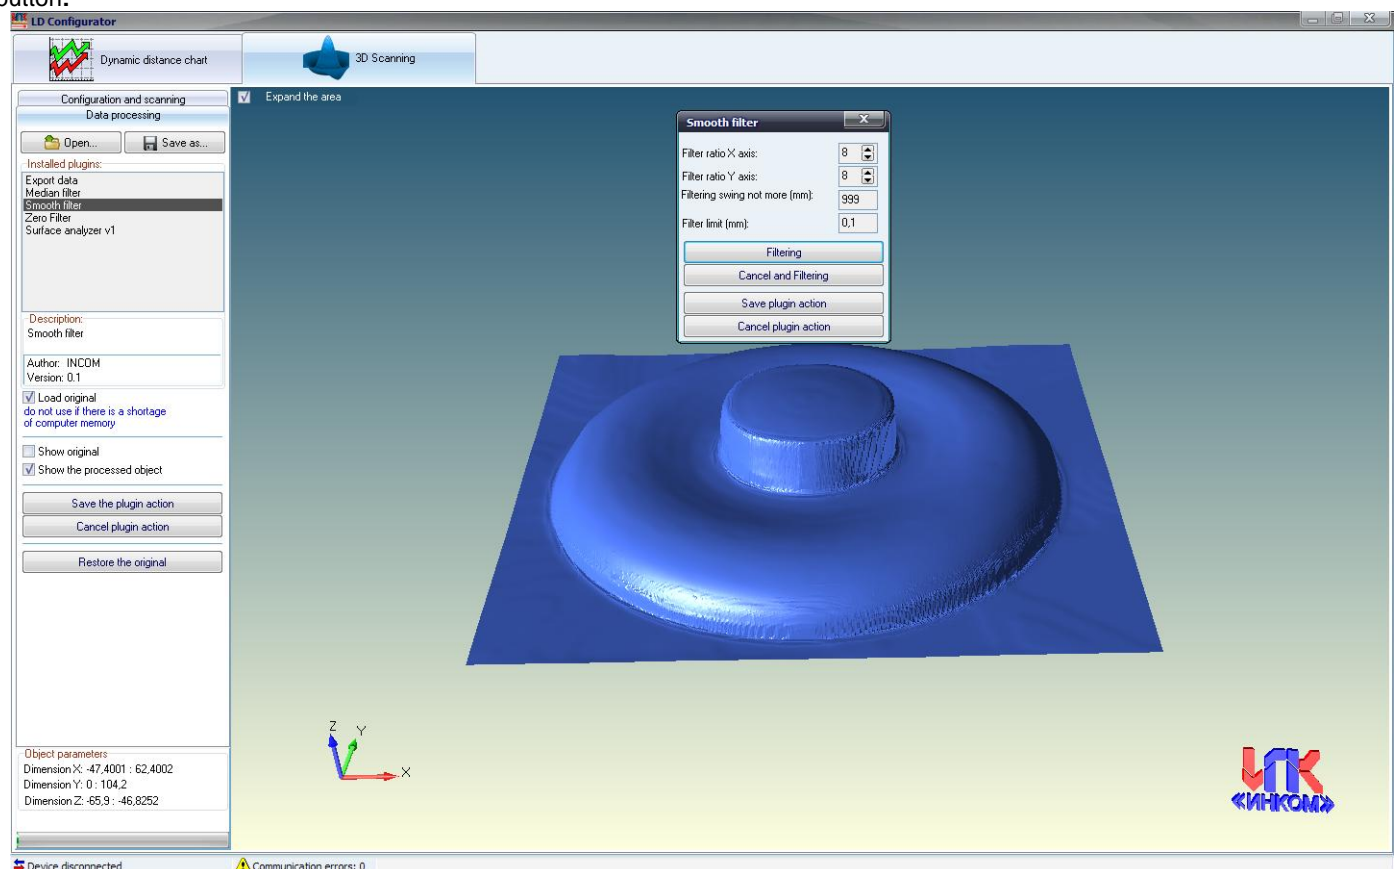 button.
LD Configurator
Dynamic distance chart
3D Scanning
Configuration and scanning
Data processing
Open...
Save as...
Installed plugins:
Export data
Median filter
Smooth filter
Zero Filter
Surface analyzer v1
Description:
Smooth filter
Author: INCOM
Version: 0.1
Load original
do not use if there is a shortage
of computer memory
Show original
Show the processed object
Save the plugin action
Cancel plugin action
Restore the original
Object parameters
Dimension X: -47,4001 : 62,4002
Dimension Y: 0 : 104,2
Dimension Z: -65,9 : -46,8252
Expand the area
Smooth filter
Filter ratio X axis: 8
Filter ratio Y axis: 8
Filtering swing not more (mm): 999
Filter limit (mm): 0,1
Filtering
Cancel and Filtering
Save plugin action
Cancel plugin action
Z
Y
X
ИПК
«ИНКОМ»
Device disconnected
Communication errors: 0